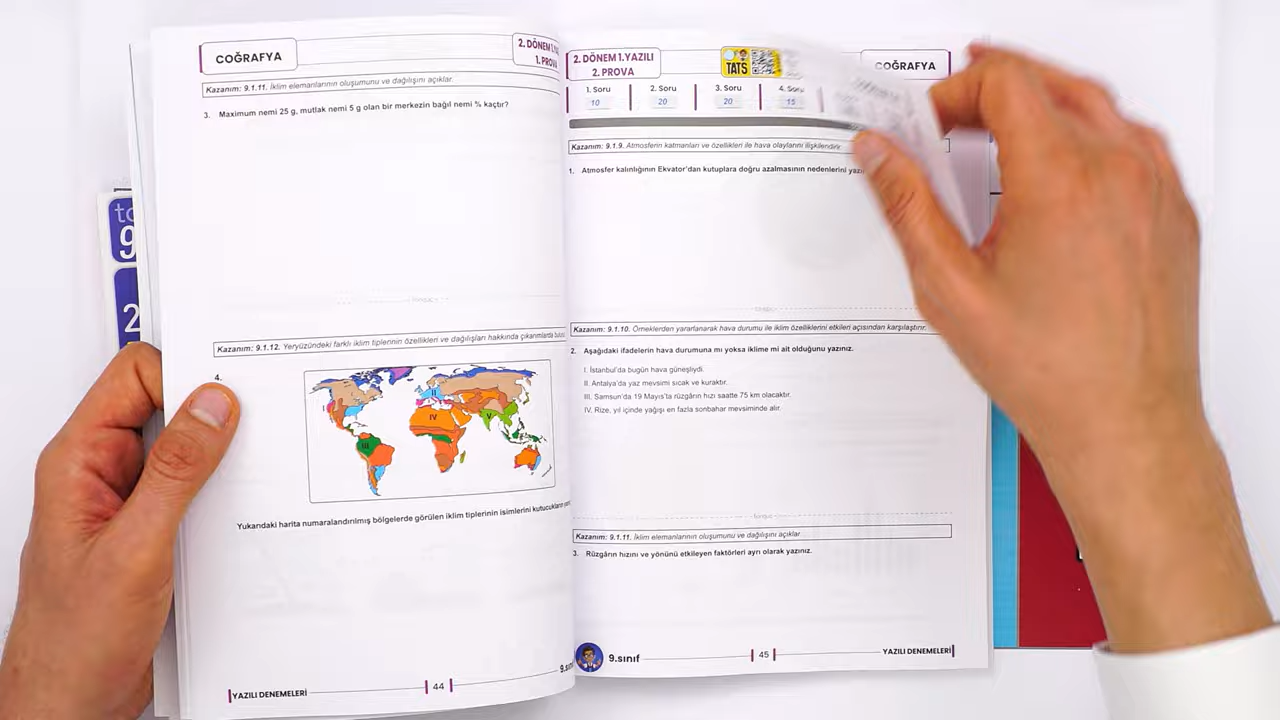 COĞRAFYA
2. DÖNEM 1.
1. PROVA
Kazanım: 9.1.11. İklim elemanlarının oluşumunu ve dağılışını açıklar.
3. Maximum nemi 25 g, mutlak nemi 5 g olan bir merkezin bağıl nemi % kaçtır?
Kazanım: 9.1.12. Yeryüzündeki farklı iklim tiplerinin özellikleri ve dağılışları hakkında çıkarımlarda
4.
I
II
III
IV
V
Yukarıdaki harita numaralandırılmış bölgelerde görülen iklim tiplerinin isimlerini kutucukların
YAZILI DENEMELERİ
44
2. DÖNEM 1.YAZILI
2. PROVA
TATS
COĞRAFYA
1. Soru 2. Soru 3. Soru 4. Soru
10 20 20 15
Kazanım: 9.1.9. Atmosferin katmanları ve özellikleri ile hava olaylarını ilişkilendirir.
1. Atmosfer kalınlığının Ekvator'dan kutuplara doğru azalmasının nedenlerini
Kazanım: 9.1.10. Örneklerden yararlanarak hava durumu ile iklim özelliklerini etkileri açısından karşılaştırır.
2. Aşağıdaki ifadelerin hava durumuna mı yoksa iklime mi ait olduğunu yazınız.
I. İstanbul'da bugün hava güneşliydi.
II. Antalya'da yaz mevsimi sıcak ve kuraktır.
III. Samsun'da 19 Mayıs'ta rüzgârın hızı saatte 75 km olacaktır.
IV. Rize, yıl içinde yağışı en fazla sonbahar mevsiminde alır.
Kazanım: 9.1.11. İklim elemanlarının oluşumunu ve dağılışını açıklar.
3. Rüzgârın hızını ve yönünü etkileyen faktörleri ayrı olarak yazınız.
9.sınıf
45
YAZILI DENEMELERİ
9
2